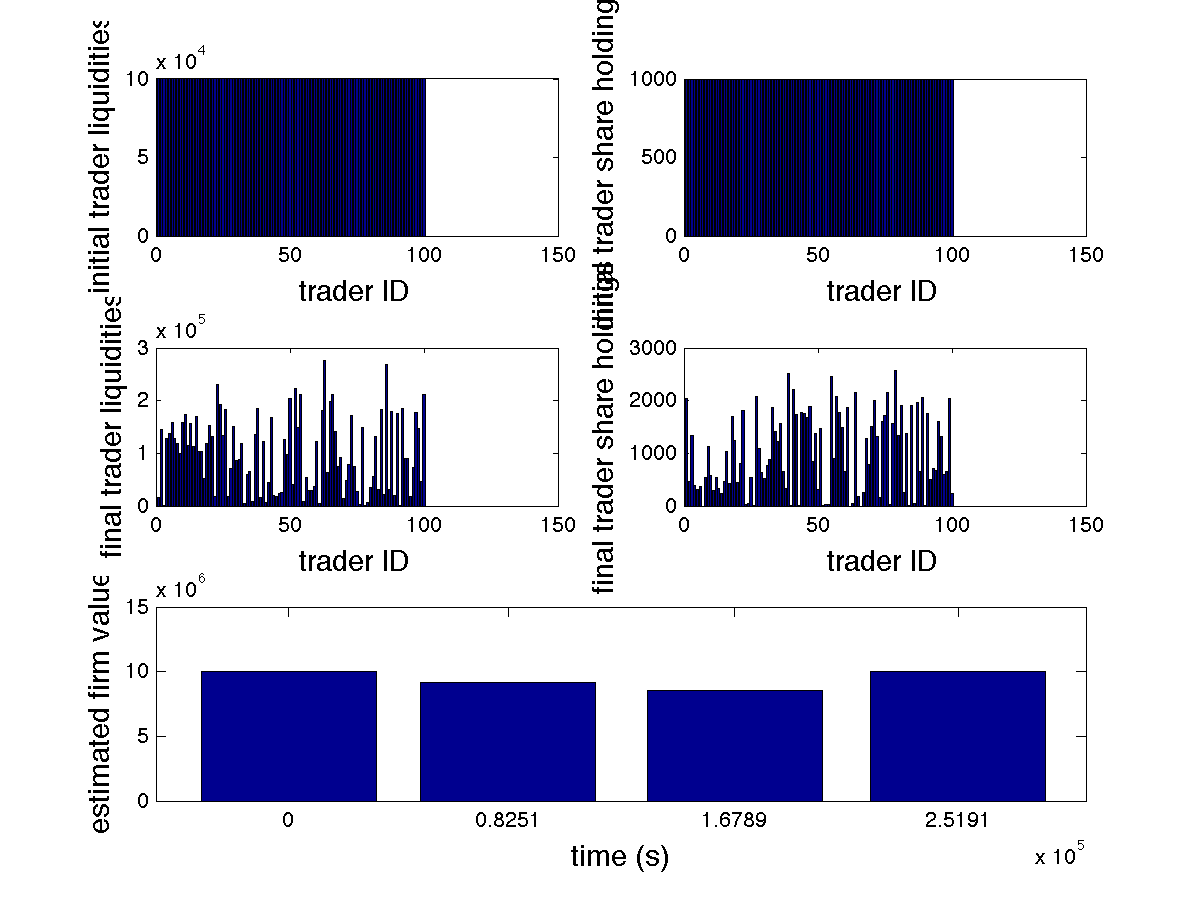 initial trader liquidities
x 10^4
10
5
0
0 50 100 150
trader ID
trader share holding
1000
500
0
0 50 100 150
trader ID
final trader liquidities
x 10^5
3
2
1
0
0 50 100 150
trader ID
final trader share holdings
3000
2000
1000
0
0 50 100 150
trader ID
estimated firm value
x 10^6
15
10
5
0
0 0.8251 1.6789 2.5191
time (s)
x 10^5